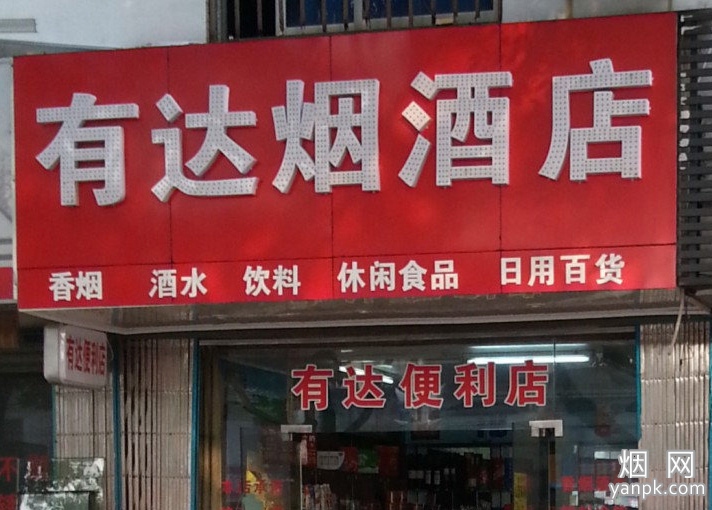 有达烟酒店
香烟 酒水 饮料 休闲食品 日用百货
有达便利店
有达便利店
烟网
yanpk.com